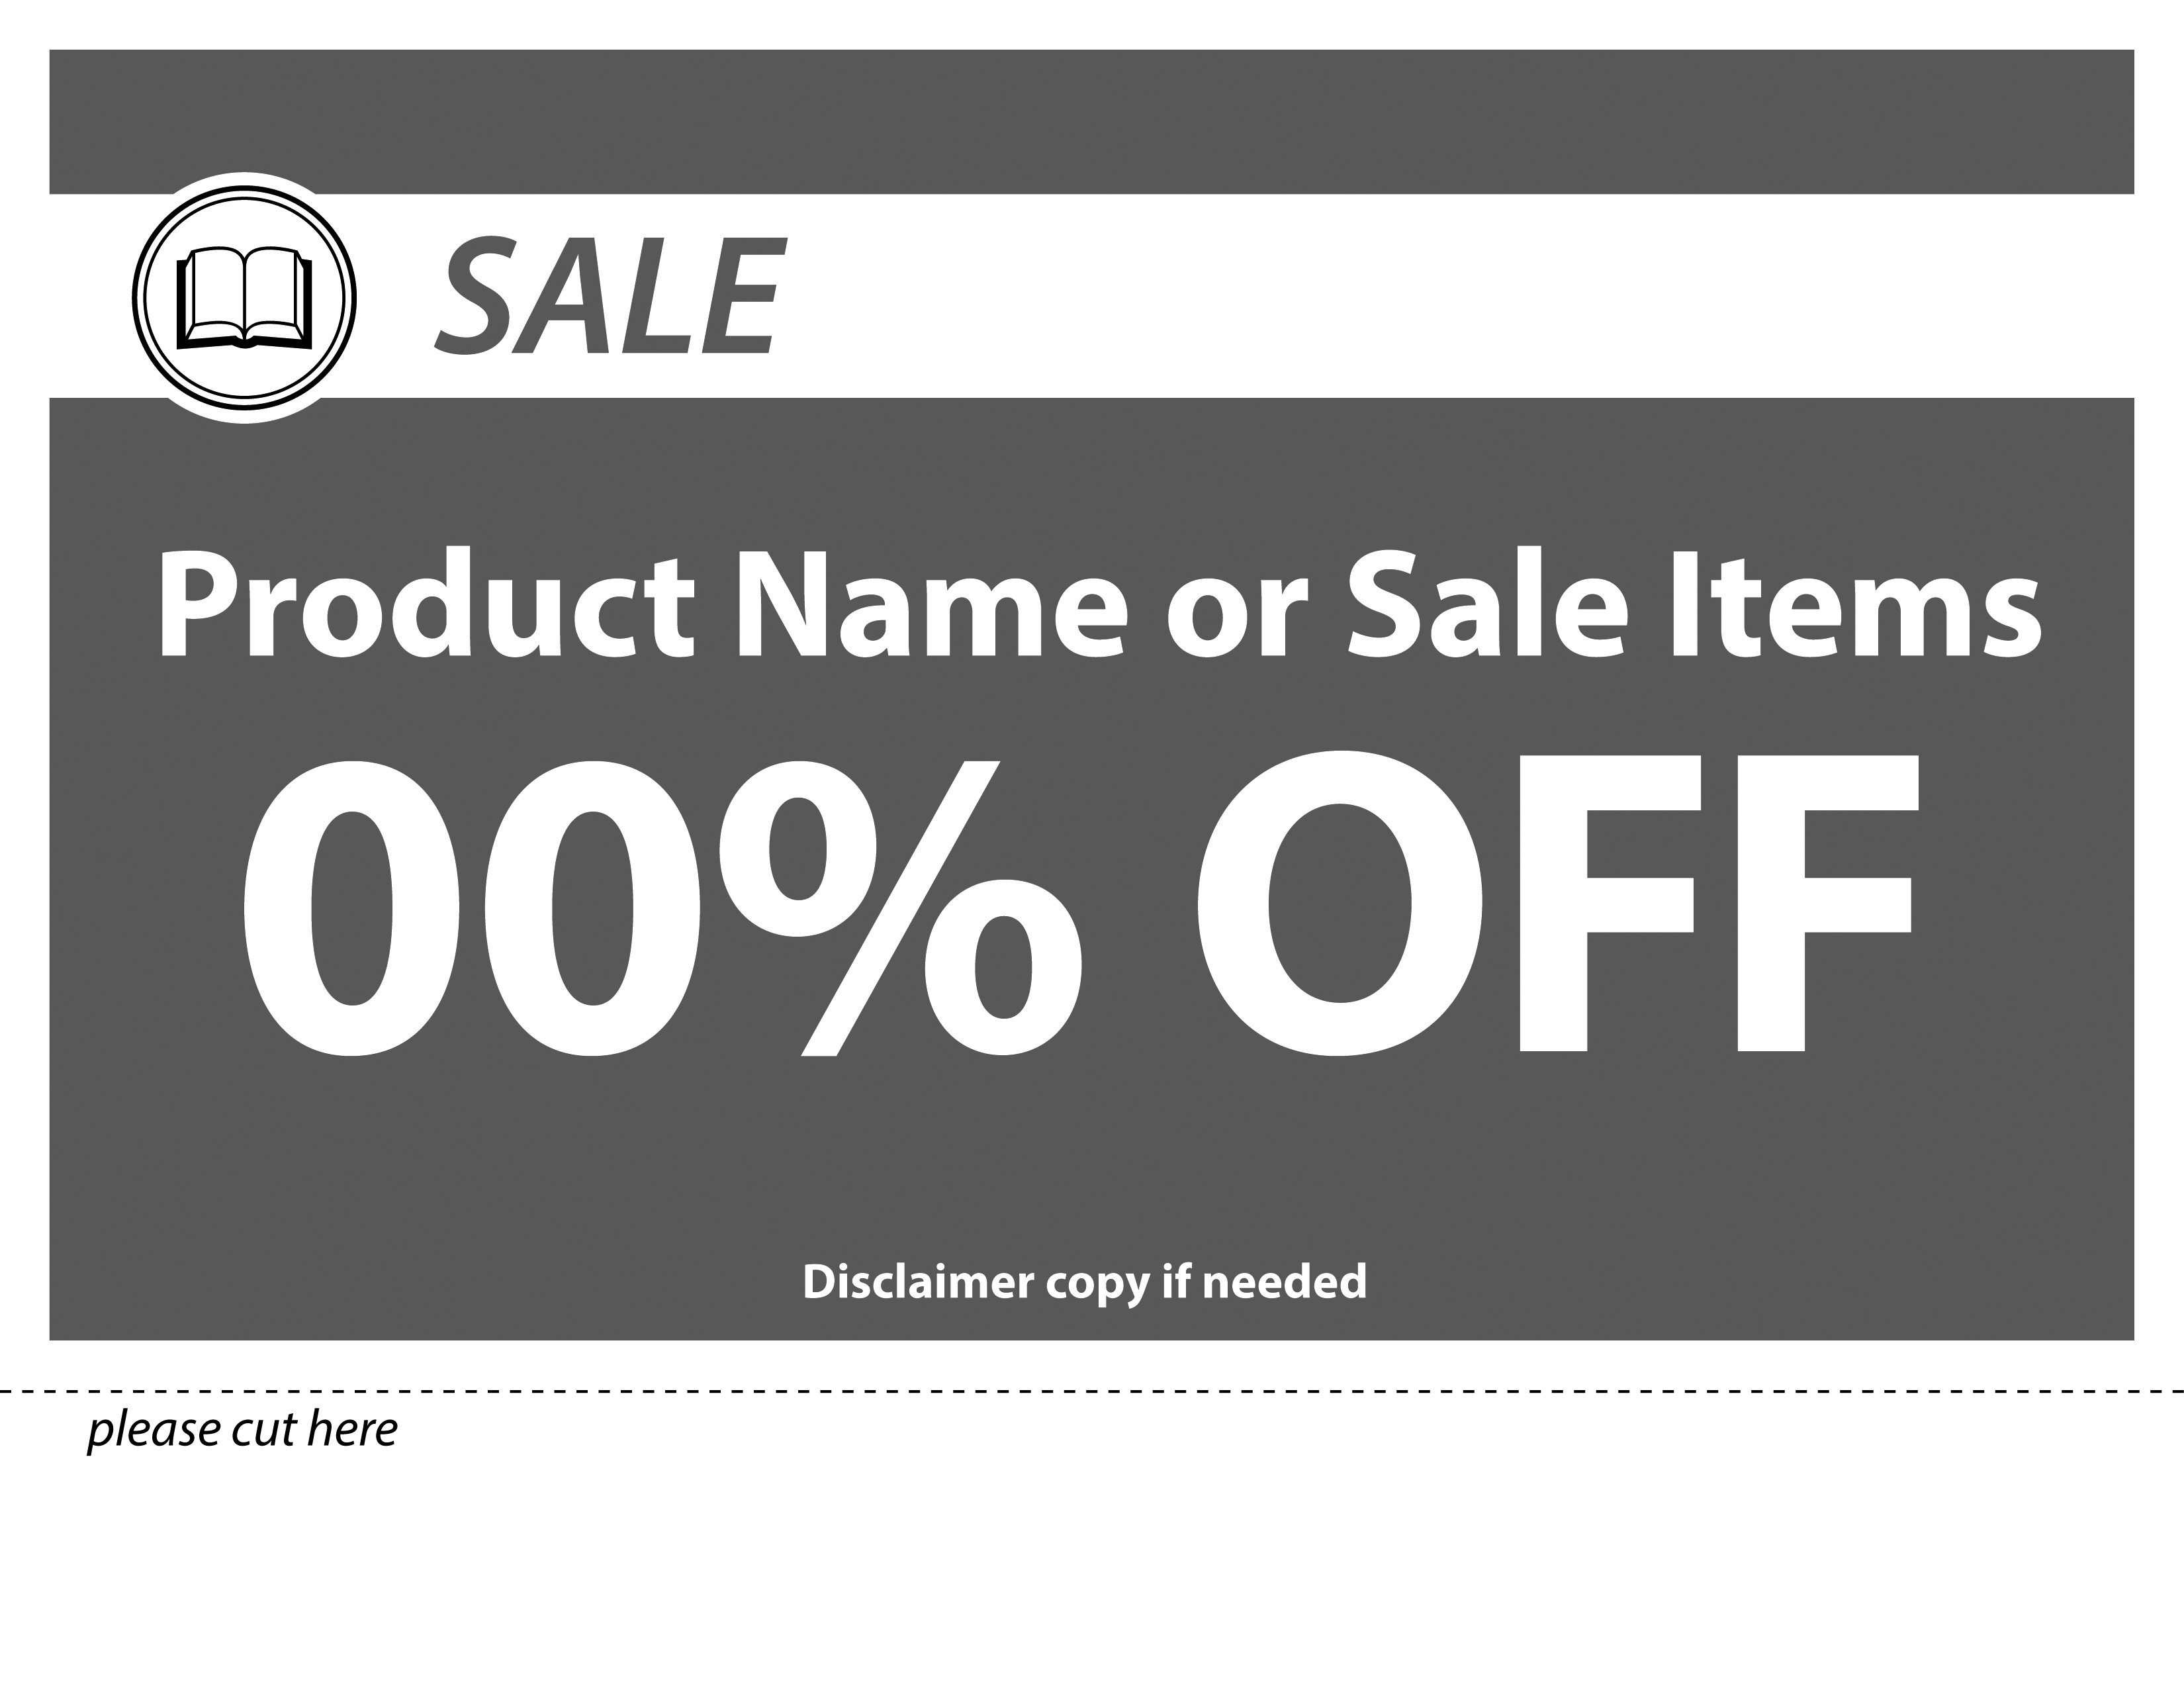 SALE
Product Name or Sale Items
00% OFF
Disclaimer copy if needed
please cut here